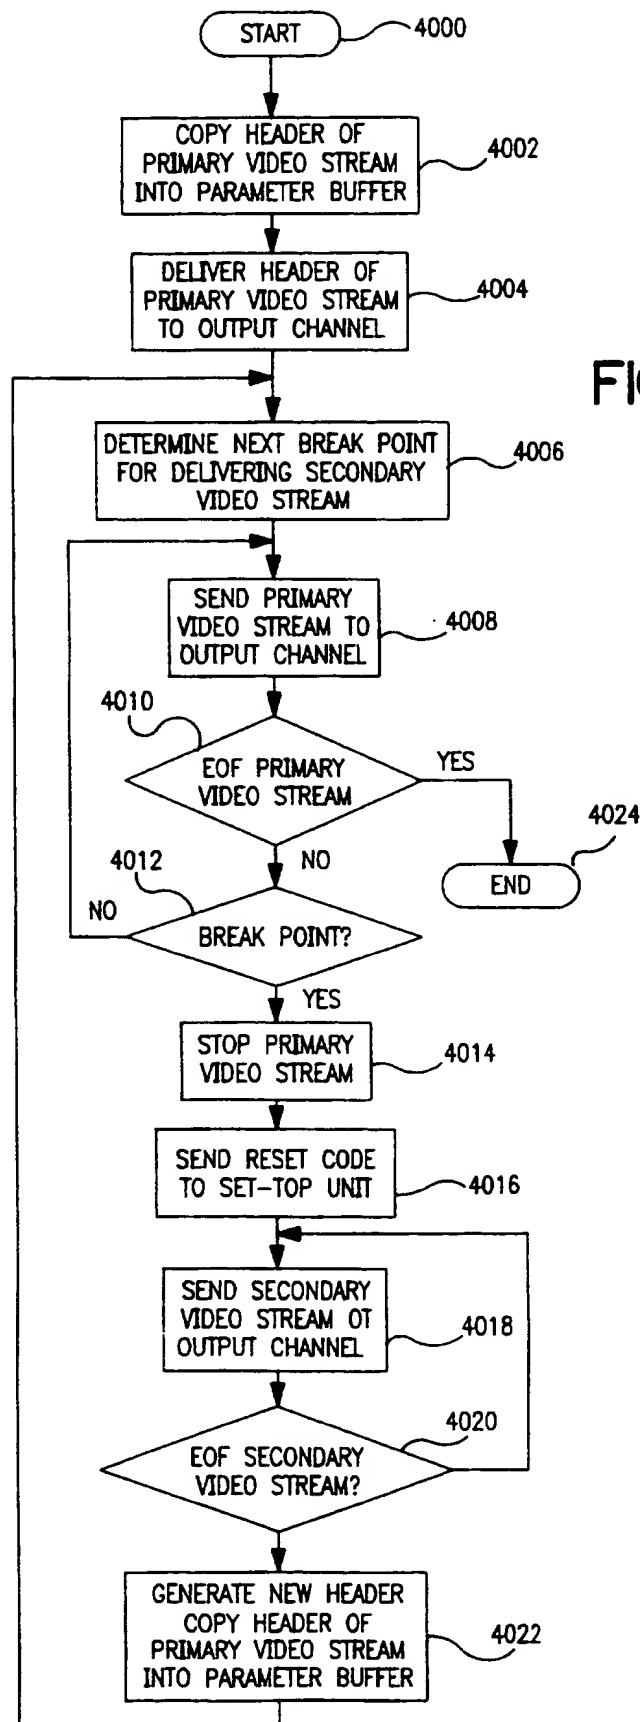 START
4000
COPY HEADER OF
PRIMARY VIDEO STREAM
INTO PARAMETER BUFFER
4002
DELIVER HEADER OF
PRIMARY VIDEO STREAM
TO OUTPUT CHANNEL
4004
FIG
DETERMINE NEXT BREAK POINT
FOR DELIVERING SECONDARY
VIDEO STREAM
4006
SEND PRIMARY
VIDEO STREAM TO
OUTPUT CHANNEL
4008
4010
EOF PRIMARY
VIDEO STREAM
YES
4024
END
NO
4012
NO
BREAK POINT?
YES
STOP PRIMARY
VIDEO STREAM
4014
SEND RESET CODE
TO SET-TOP UNIT
4016
SEND SECONDARY
VIDEO STREAM OT
OUTPUT CHANNEL
4018
4020
EOF SECONDARY
VIDEO STREAM?
GENERATE NEW HEADER
COPY HEADER OF
PRIMARY VIDEO STREAM
INTO PARAMETER BUFFER
4022